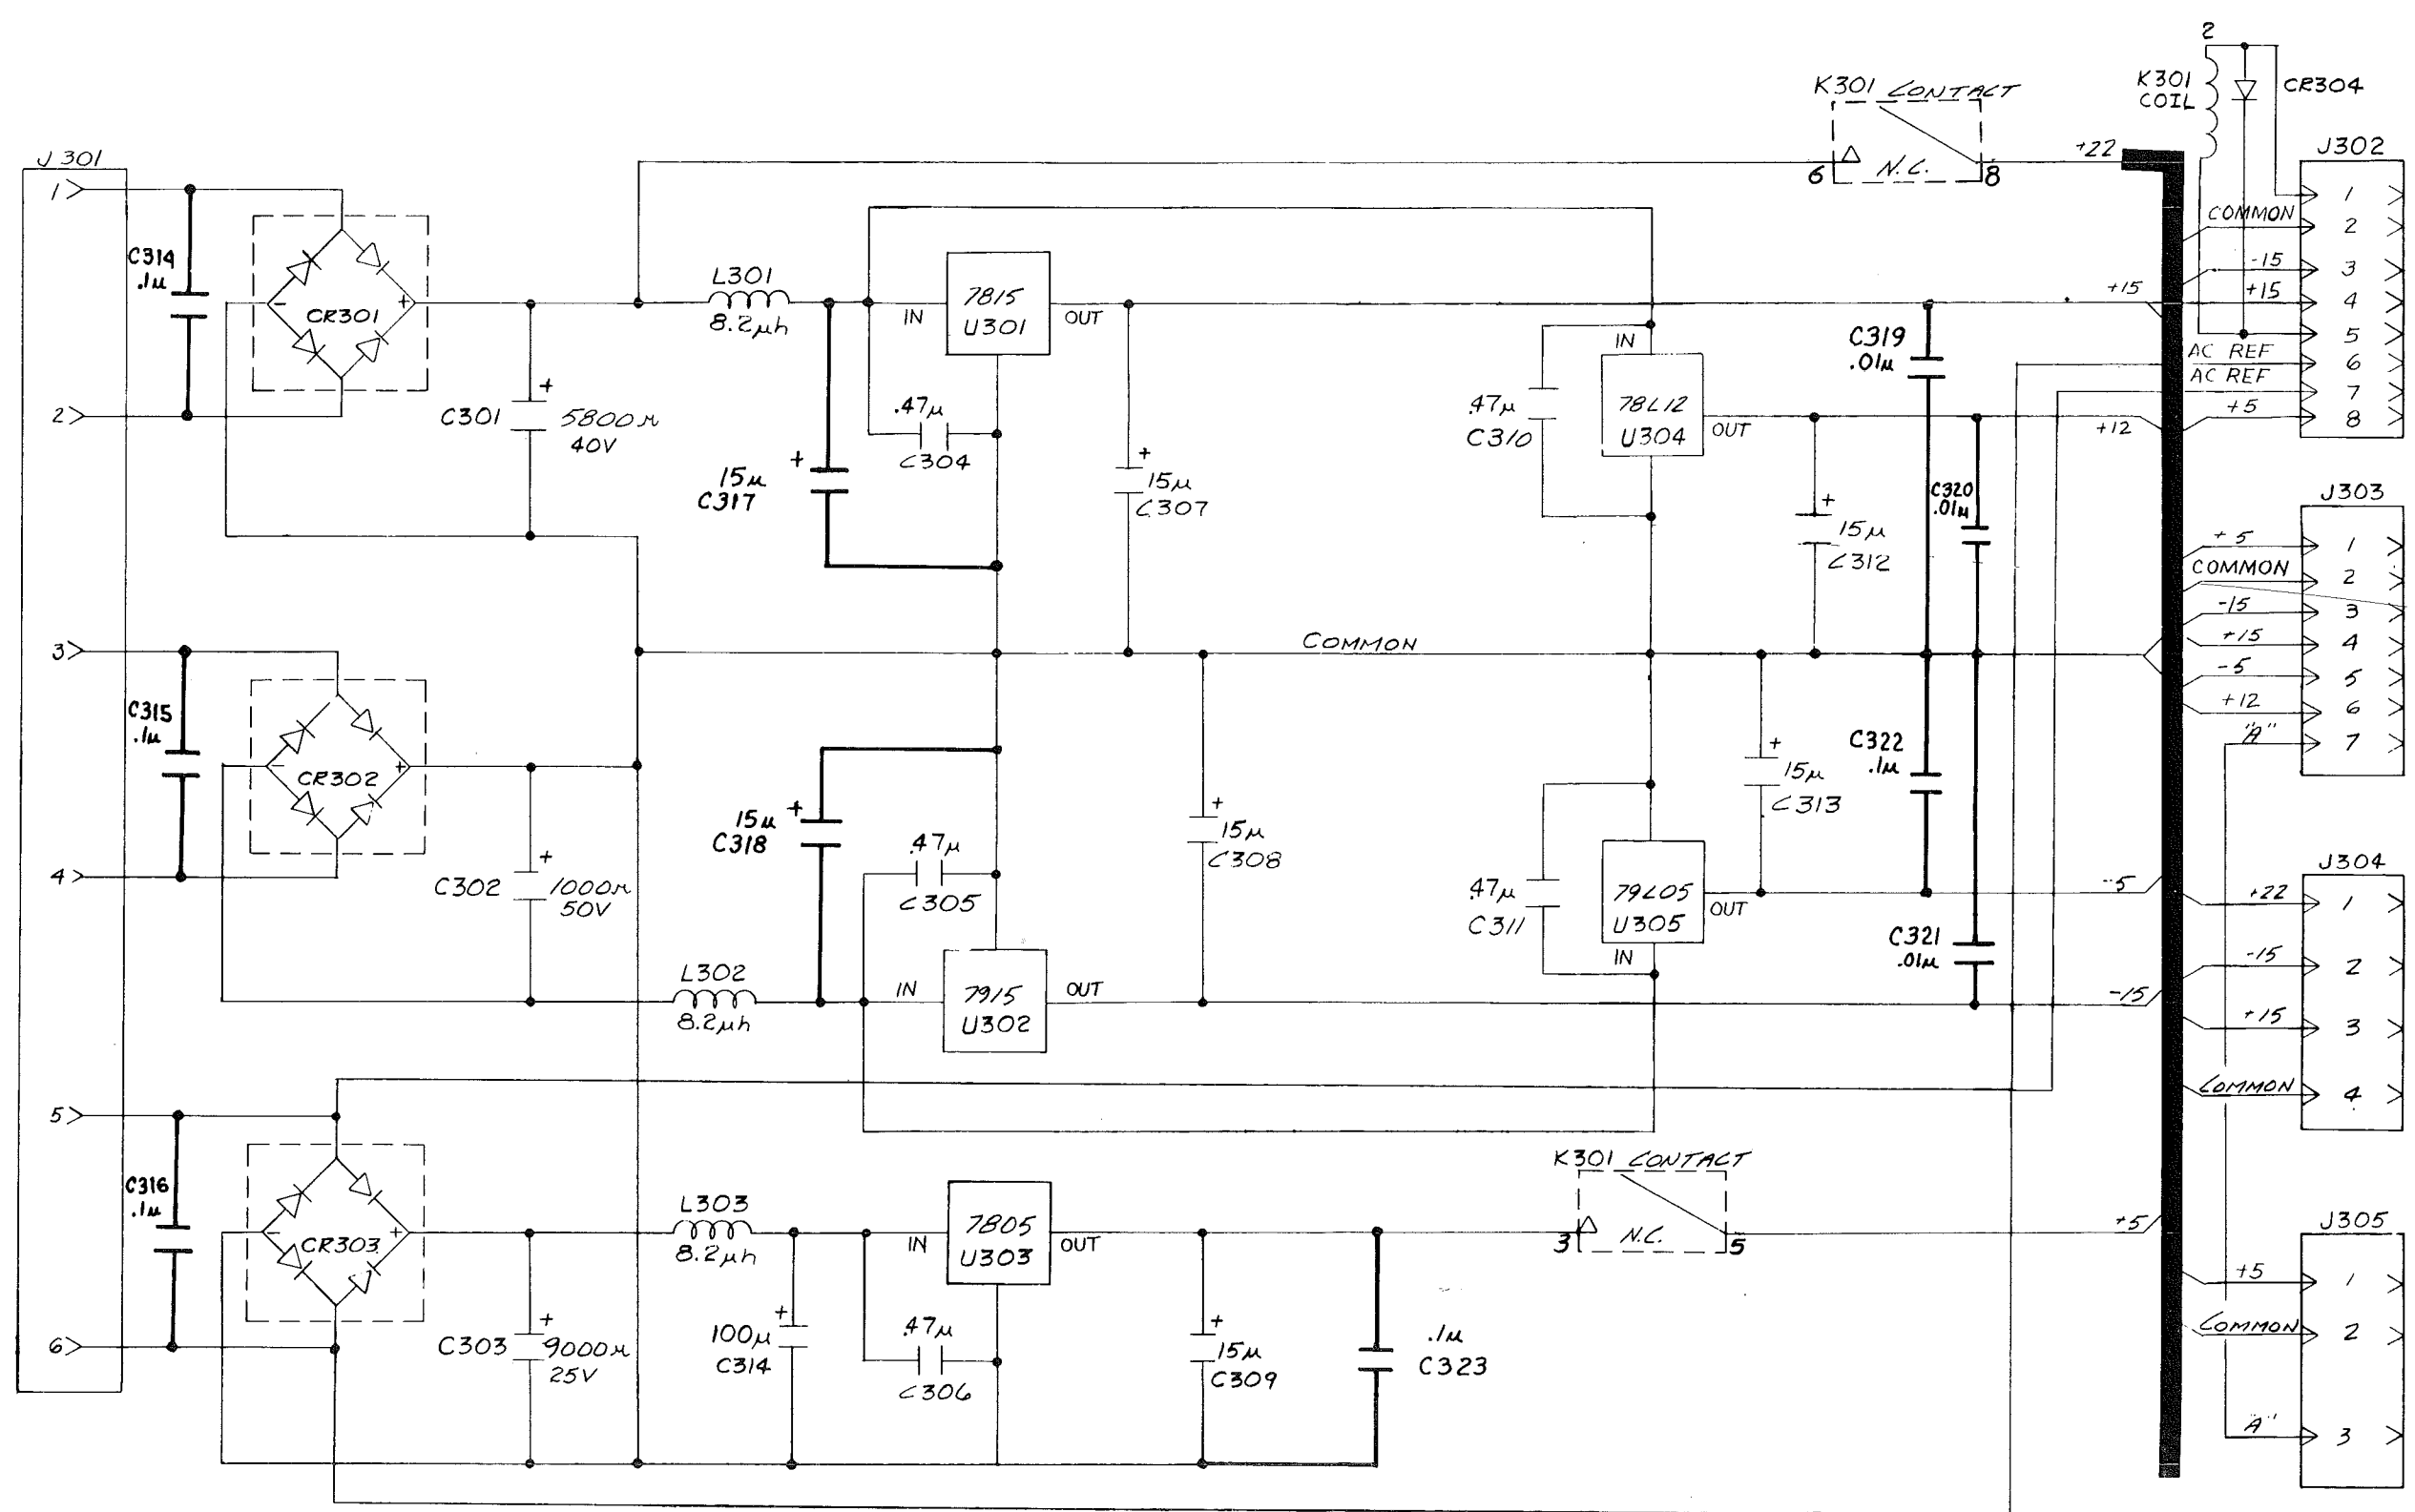 J301
1
2
3
4
5
6
C314
.1μ
CR301
-
+
C301
+
5800μ
40V
L301
8.2μh
15μ
C317
+
.47μ
C304
7815
U301
IN
OUT
+
15μ
C307
K301 CONTACT
6
N.C.
8
+22
2
K301
COIL
CR304
IN
.47μ
C310
78L12
U304
OUT
+
15μ
C312
C319
.01μ
C320
.01μ
+15
+12
COMMON
C315
.1μ
CR302
-
+
C302
+
1000μ
50V
L302
8.2μh
15μ
C318
+
.47μ
C305
IN
7915
U302
OUT
+
15μ
C308
.47μ
C311
79L05
U305
IN
OUT
+
15μ
C313
C322
.1μ
C321
.01μ
-5
-15
C316
.1μ
CR303
-
+
C303
+
9000μ
25V
L303
8.2μh
100μ
C314
+
.47μ
C306
IN
7805
U303
OUT
+
15μ
C309
.1μ
C323
K301 CONTACT
3
N.C.
5
+5
J302
1
COMMON 2
-15 3
+15 4
5
AC REF 6
AC REF 7
+5 8
J303
+5 1
COMMON 2
-15 3
+15 4
-5 5
+12 6
"A" 7
J304
+22 1
-15 2
+15 3
COMMON 4
J305
+5 1
COMMON 2
"A" 3